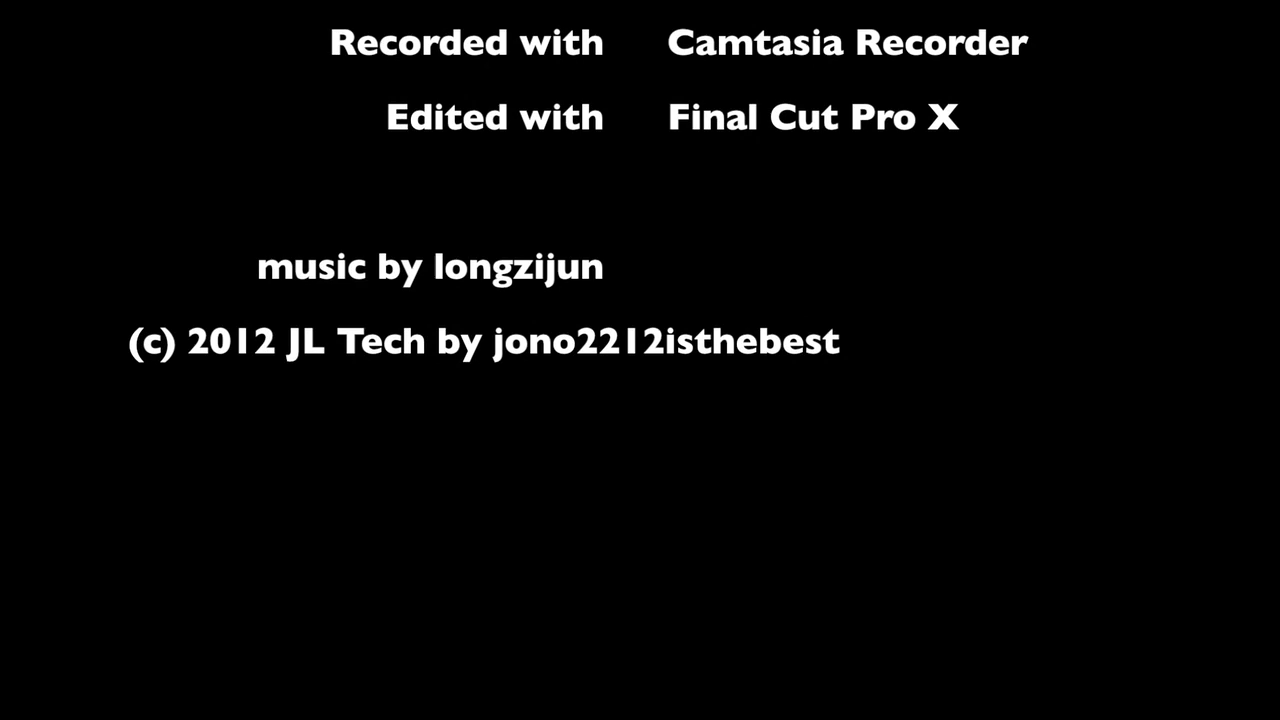 Recorded with Camtasia Recorder
Edited with Final Cut Pro X
music by longzijun
(c) 2012 JL Tech by jono2212isthebest